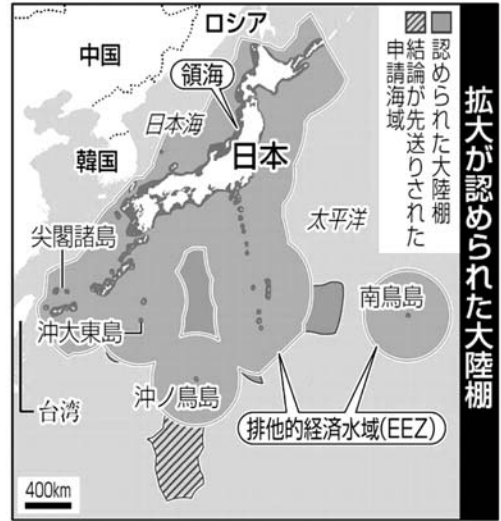 拡大が認められた大陸棚
認められた大陸棚
結論が先送りされた
申請海域
ロシア
中国
領海
日本海
韓国
日本
太平洋
尖閣諸島
南鳥島
沖大東島
台湾
沖ノ鳥島
排他的経済水域(EEZ)
400km